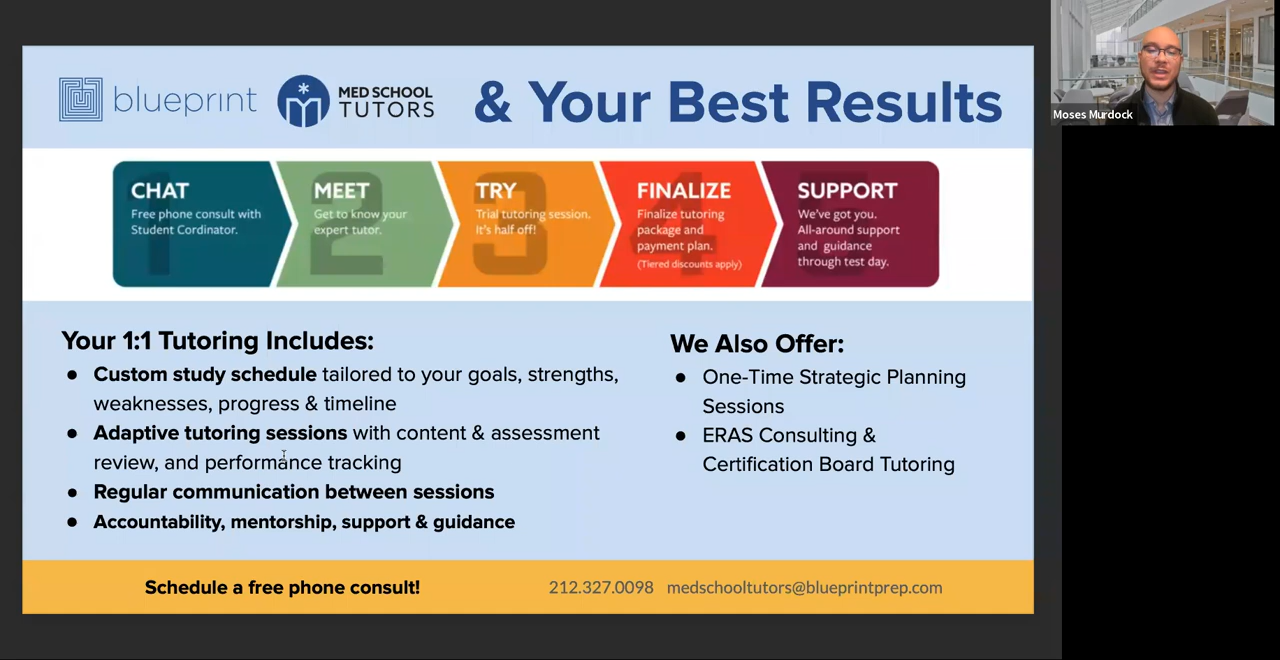 blueprint
MED SCHOOL
TUTORS
& Your Best Results
Moses Murdock
1
CHAT
Free phone consult with
Student Cordinator.
2
MEET
Get to know your
expert tutor.
3
TRY
Trial tutoring session.
It's half off!
4
FINALIZE
Finalize tutoring
package and
payment plan.
(Tiered discounts apply)
SUPPORT
We've got you.
All-around support
and guidance
through test day.
Your 1:1 Tutoring Includes:
● Custom study schedule tailored to your goals, strengths,
weaknesses, progress & timeline
● Adaptive tutoring sessions with content & assessment
review, and performance tracking
● Regular communication between sessions
● Accountability, mentorship, support & guidance
We Also Offer:
● One-Time Strategic Planning
Sessions
● ERAS Consulting &
Certification Board Tutoring
Schedule a free phone consult!
212.327.0098 medschooltutors@blueprintprep.com